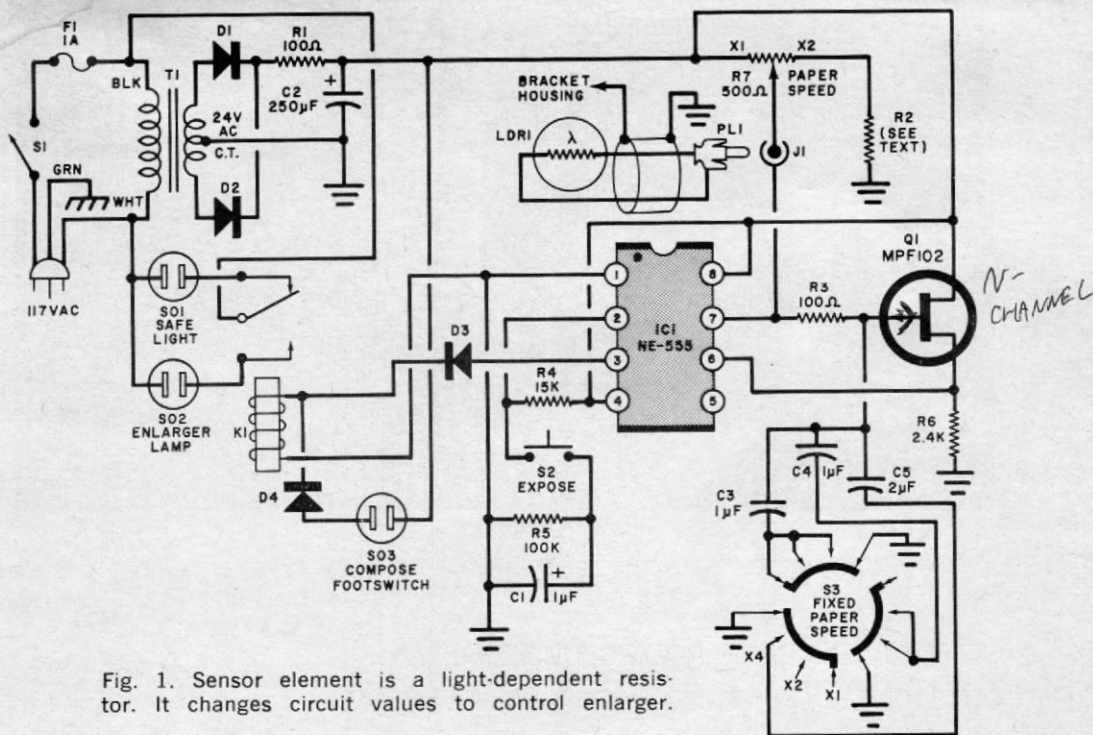 F1
1A
BLK
T1
D1
R1
100Ω
+
C2
250µF
24V
AC
C.T.
D2
S1
GRN
WHT
117VAC
BRACKET
HOUSING
LDR1
λ
PL1
X1
X2
R7
500Ω
PAPER
SPEED
J1
R2
(SEE
TEXT)
SO1
SAFE
LIGHT
SO2
ENLARGER
LAMP
K1
D3
D4
SO3
COMPOSE
FOOTSWITCH
1
2
3
4
8
7
6
5
IC1
NE-555
R4
15K
S2
EXPOSE
R5
100K
C1
+
1µF
R3
100Ω
Q1
MPF102
N-
CHANNEL
R6
2.4K
C4
1µF
C5
2µF
C3
1µF
S3
FIXED
PAPER
SPEED
X4
X2
X1
Fig. 1. Sensor element is a light-dependent resis-
tor. It changes circuit values to control enlarger.